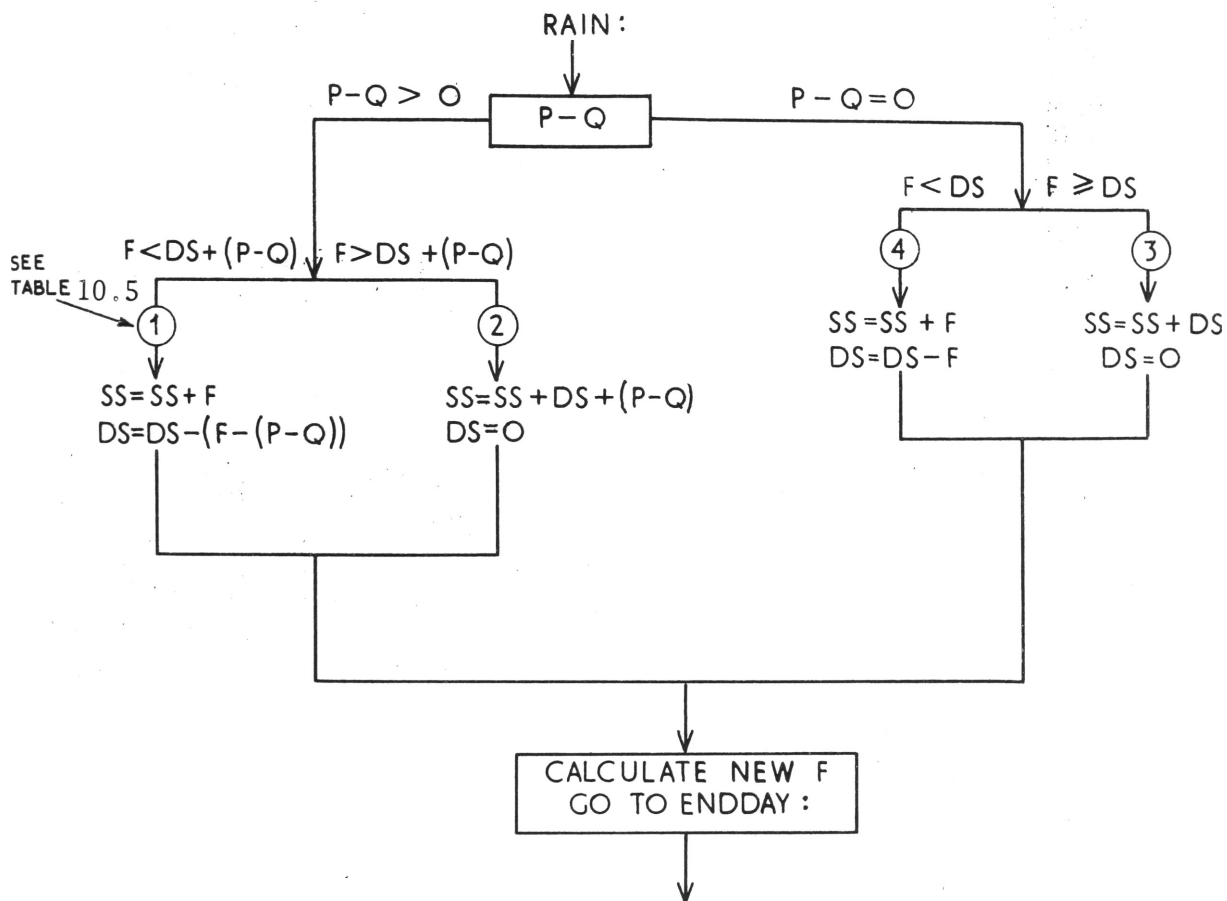 RAIN:
P-Q > O
P-Q
P-Q=O
F<DS
F ≥ DS
F<DS+(P-Q)
F>DS+(P-Q)
4
3
SEE
TABLE 10.5
1
2
SS=SS+F
DS=DS-F
SS=SS+DS
DS=O
SS=SS+F
DS=DS-(F-(P-Q))
SS=SS+DS+(P-Q)
DS=O
CALCULATE NEW F
GO TO ENDDAY: